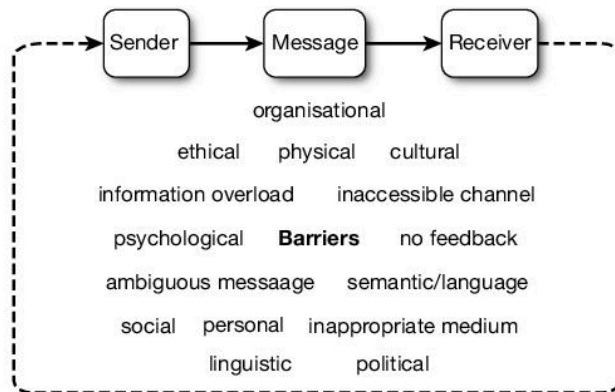 Sender Message Receiver
organisational
ethical physical cultural
information overload inaccessible channel
psychological Barriers no feedback
ambiguous messaage semantic/language
social personal inappropriate medium
linguistic political